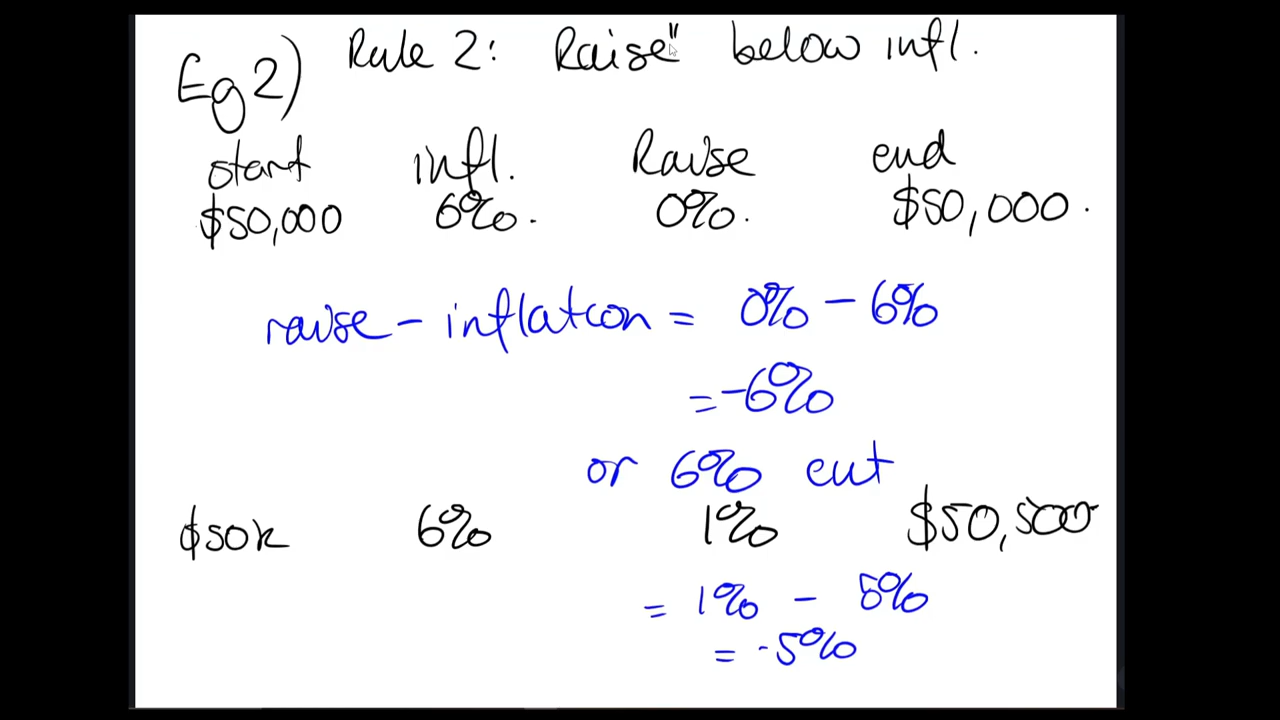 Eg 2) Rule 2: Raise" below infl.
start infl. Raise end
$50,000 6%. 0%. $50,000.
raise - inflation = 0% - 6%
= -6%
or 6% cut
$50k 6% 1% $50,500
= 1% - 6%
= -5%